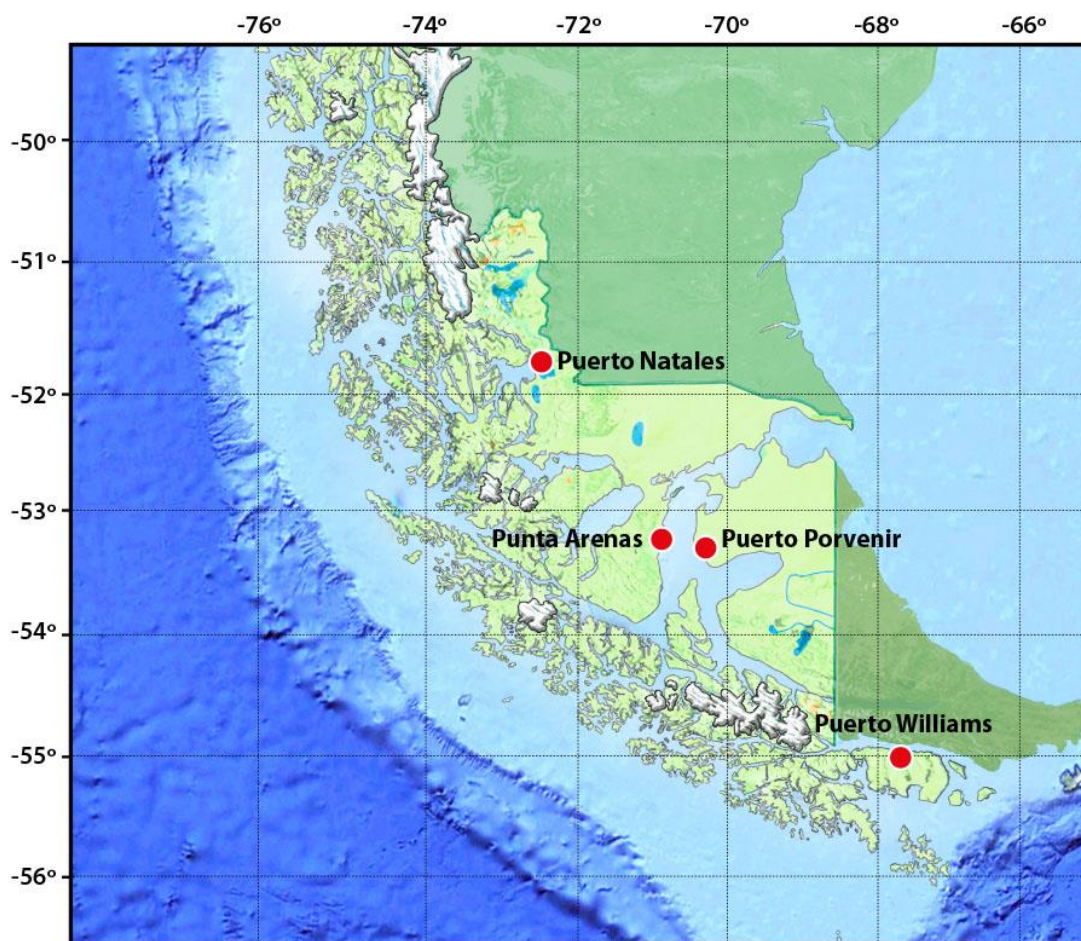 -76º -74º -72º -70º -68º -66º
-50º
-51º
Puerto Natales
-52º
-53º
Punta Arenas
Puerto Porvenir
-54º
Puerto Williams
-55º
-56º